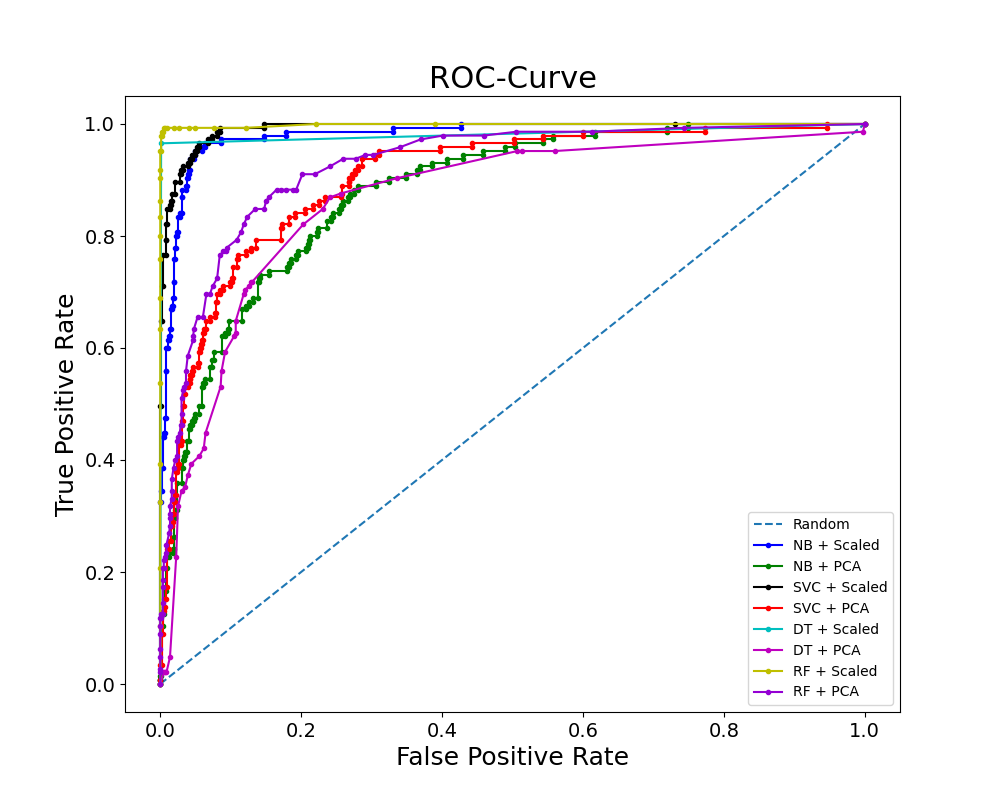 ROC-Curve
True Positive Rate
1.0
0.8
0.6
0.4
0.2
0.0
0.0 0.2 0.4 0.6 0.8 1.0
False Positive Rate
Random
NB + Scaled
NB + PCA
SVC + Scaled
SVC + PCA
DT + Scaled
DT + PCA
RF + Scaled
RF + PCA